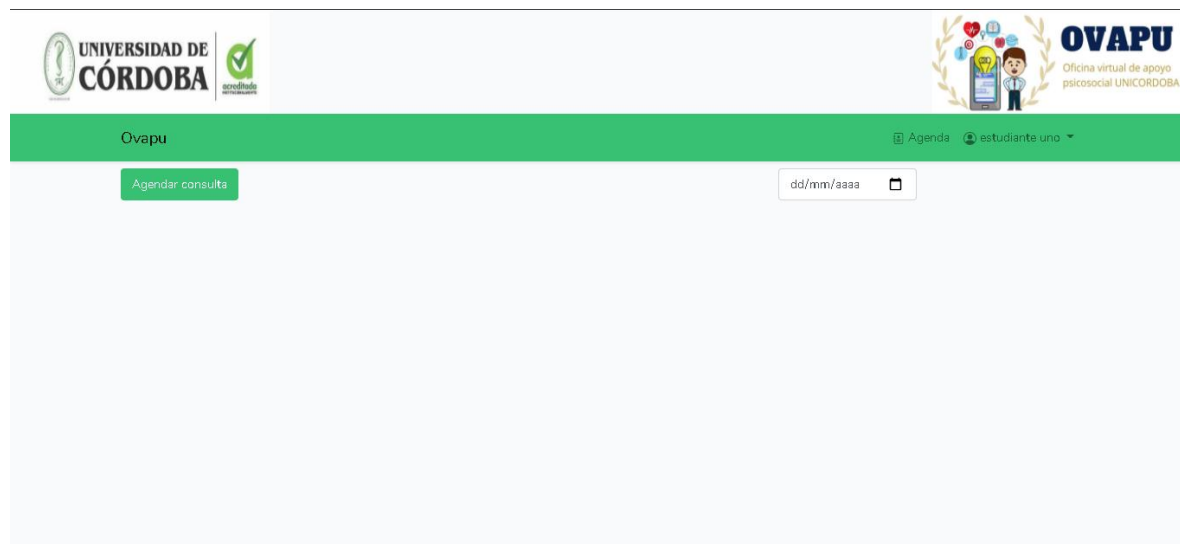 UNIVERSIDAD DE
CÓRDOBA
acreditada
OVAPU
Oficina virtual de apoyo
psicosocial UNICORDOBA
Ovapu
Agenda
estudiante uno
Agendar consulta
dd/mm/aaaa